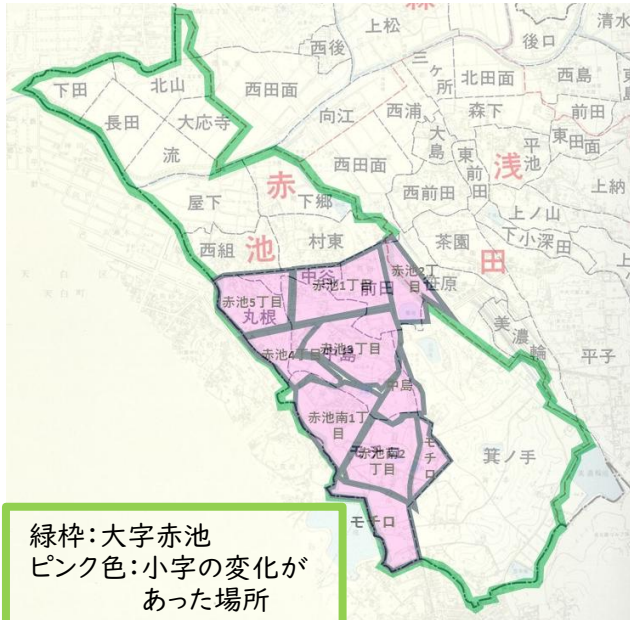 上松
清水
西後
後口
三ケ所
下田
北山
西田面
北田面
西島
長田
大応寺
向江
西浦
森下
前田
大島
流
西田面
東前田
平池
東田面
浅
赤
西前田
上納
屋下
下郷
上ノ山
茶園
下小深田
西組
池
村東
田
中谷
赤池2丁目
赤池1丁目
前田
笹原
赤池5丁目
丸根
美濃輪
赤池3丁目
赤池4丁目
平子
中島
赤池南1丁目
モチロ
箕ノ手
赤池南2丁目
モチロ
緑枠:大字赤池
ピンク色:小字の変化が
あった場所